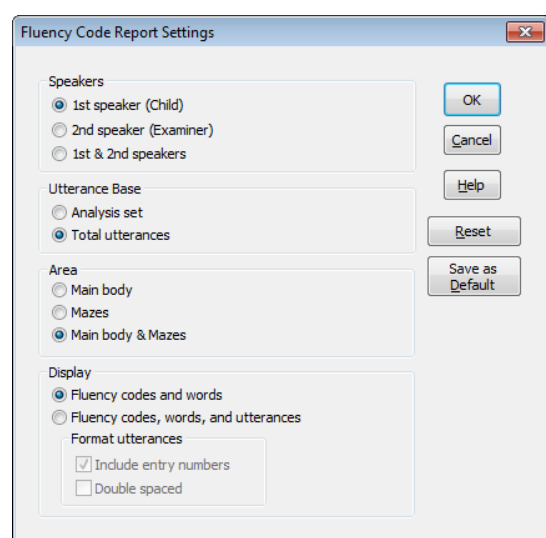 Fluency Code Report Settings
Speakers
1st speaker (Child)
2nd speaker (Examiner)
1st & 2nd speakers
Utterance Base
Analysis set
Total utterances
Area
Main body
Mazes
Main body & Mazes
Display
Fluency codes and words
Fluency codes, words, and utterances
Format utterances
Include entry numbers
Double spaced
OK
Cancel
Help
Reset
Save as
Default